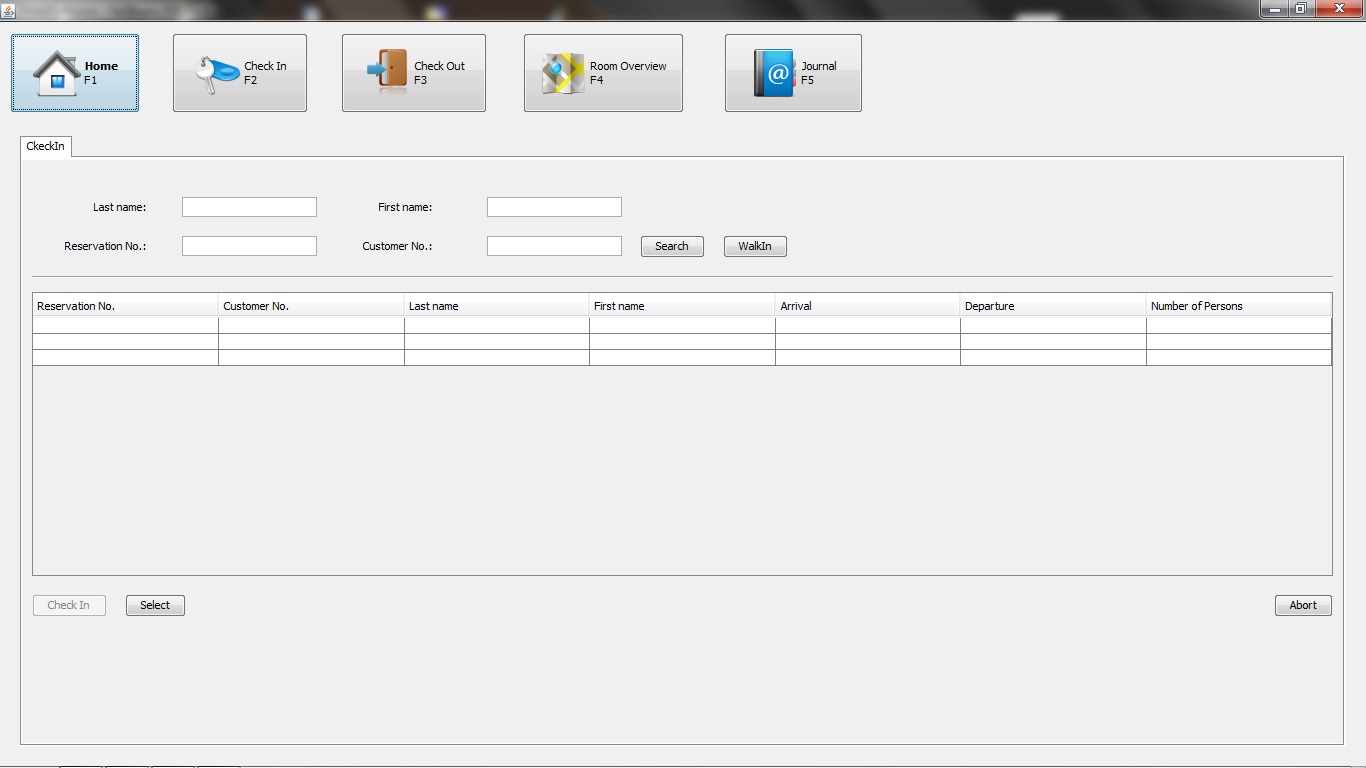 Home
F1
Check In
F2
Check Out
F3
Room Overview
F4
Journal
F5
CkeckIn
Last name:
First name:
Reservation No.:
Customer No.:
Search
WalkIn
Reservation No.
Customer No.
Last name
First name
Arrival
Departure
Number of Persons
Check In
Select
Abort